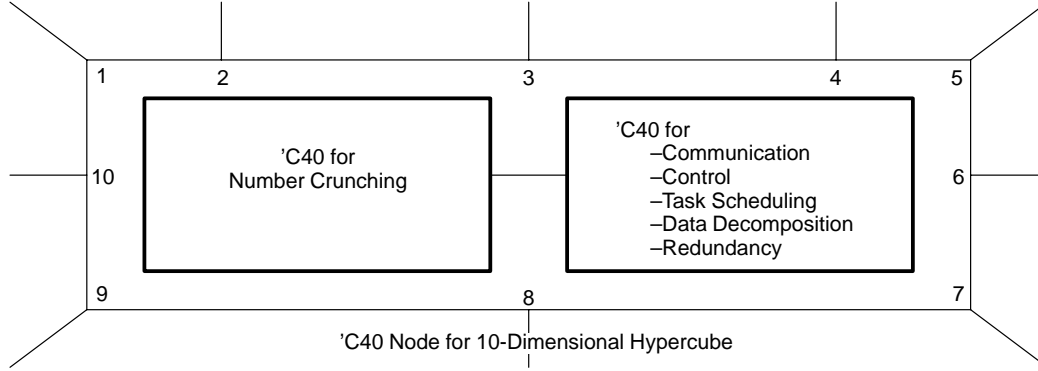 1
2
3
4
5
’C40 for
Number Crunching
’C40 for
–Communication
–Control
–Task Scheduling
–Data Decomposition
–Redundancy
10
6
9
8
7
’C40 Node for 10-Dimensional Hypercube